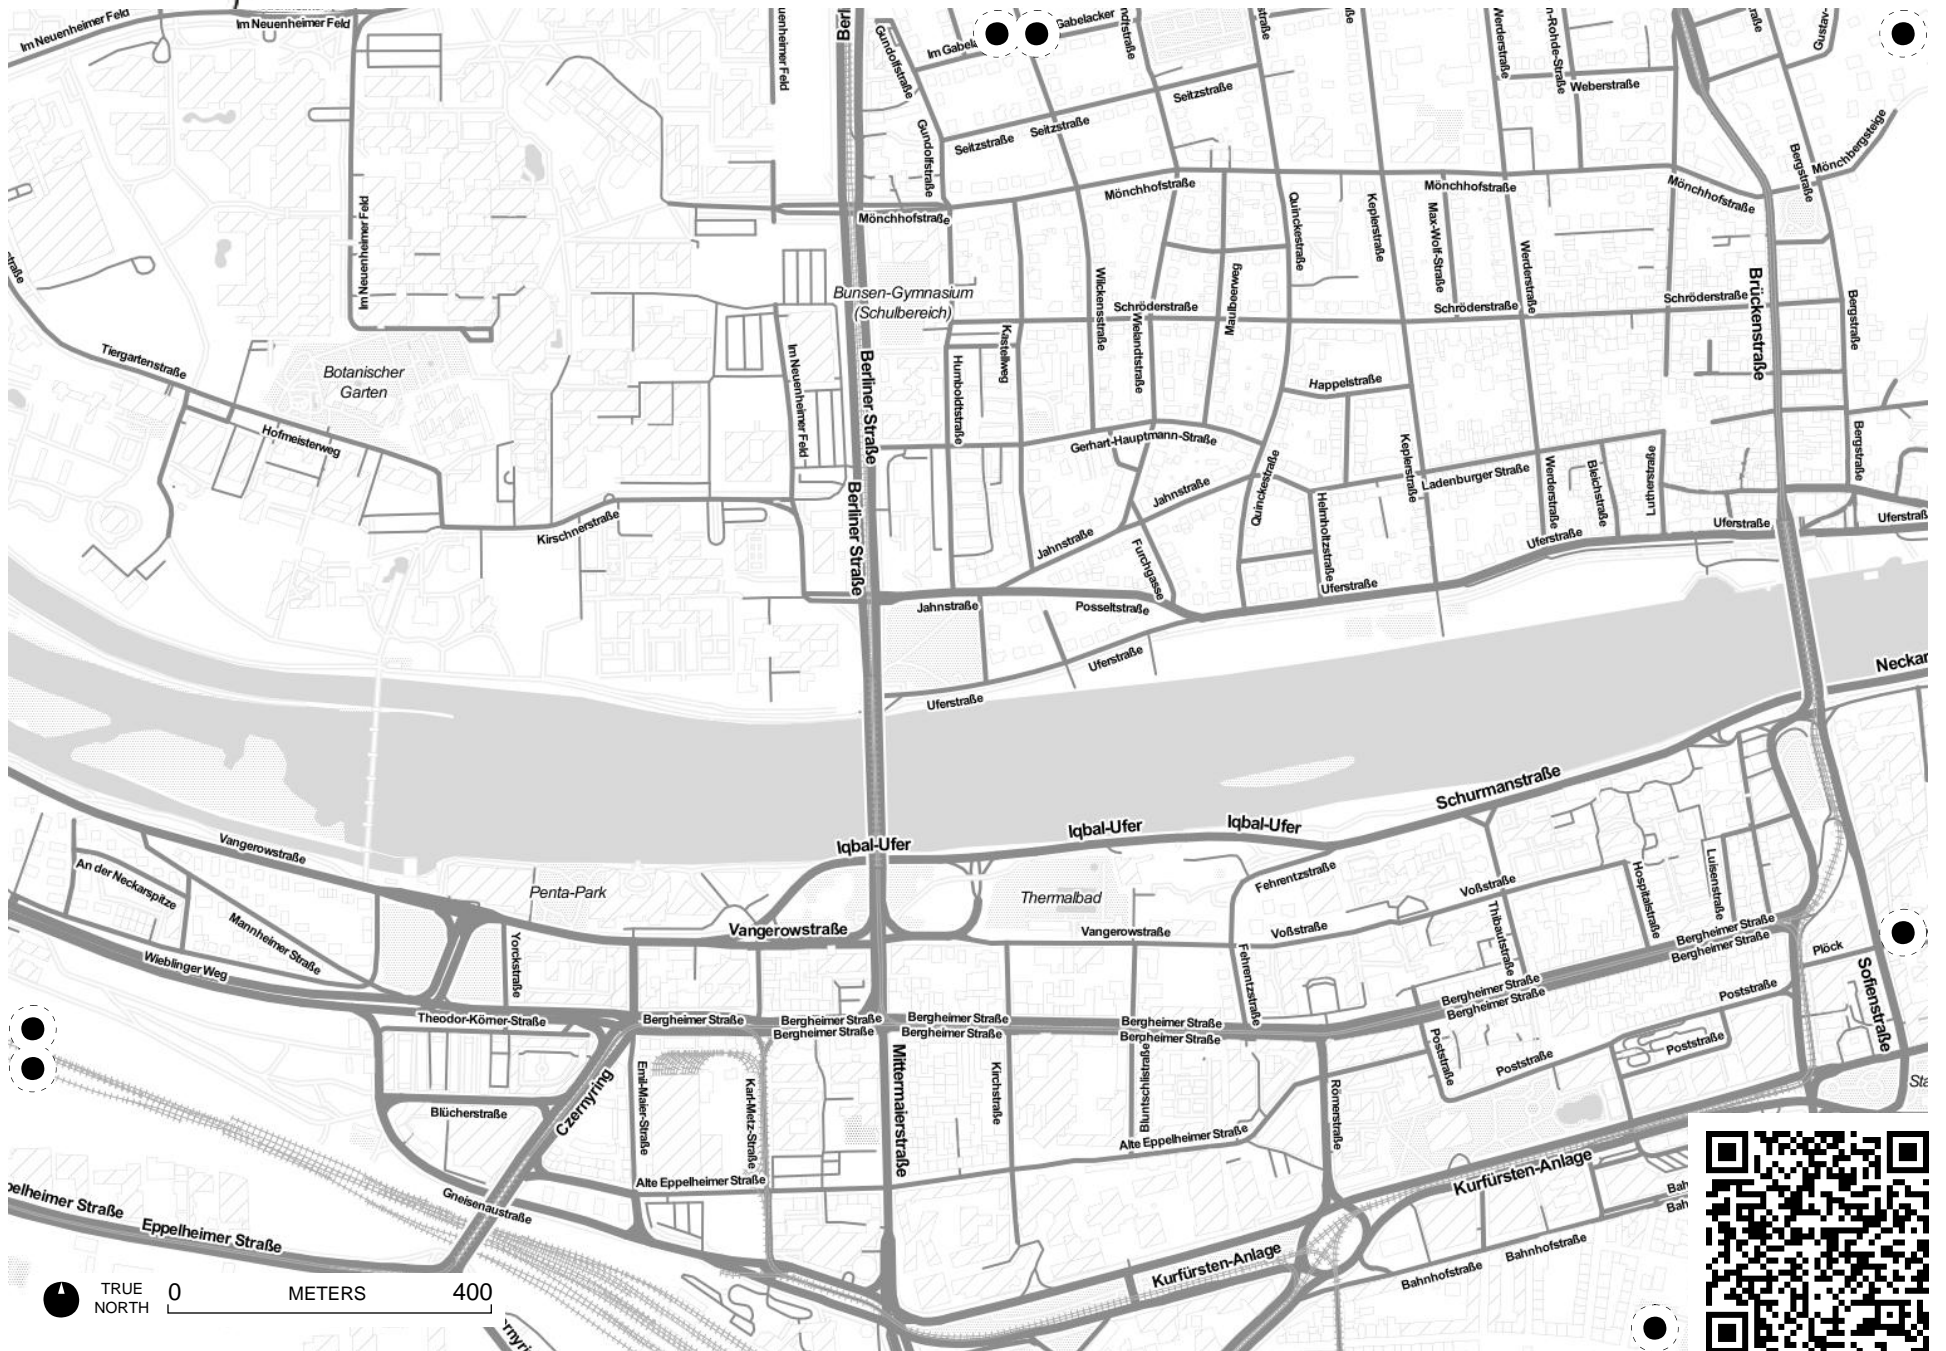 Im Neuenheimer Feld
Im Neuenheimer Feld
Gabelacker
Gundolfstraße
Werderstraße
Weberstraße
Seitzstraße
Seitzstraße
Seitzstraße
Gundolfstraße
Bergstraße
Mönchbergsteige
Mönchhofstraße
Mönchhofstraße
Mönchhofstraße
Mönchhofstraße
Im Neuenheimer Feld
Quinckestraße
Keplerstraße
Max-Wolf-Straße
Werderstraße
Bunsen-Gymnasium
(Schulbereich)
Wilckensstraße
Schröderstraße
Maulbeerweg
Schröderstraße
Schröderstraße
Brückenstraße
Bergstraße
Wielandtstraße
Kastellweg
Humboldtstraße
Tiergartenstraße
Botanischer
Garten
Im Neuenheimer Feld
Berliner Straße
Happelstraße
Hofmeisterweg
Gerhart-Hauptmann-Straße
Keplerstraße
Bergstraße
Ladenburger Straße
Werderstraße
Bleichstraße
Lutherstraße
Berliner Straße
Jahnstraße
Quinckestraße
Helmholtzstraße
Kirschnerstraße
Jahnstraße
Furchgasse
Uferstraße
Uferstraße
Uferstraß
Uferstraße
Jahnstraße
Posseltstraße
Uferstraße
Uferstraße
Neckar
Schurmanstraße
Iqbal-Ufer
Iqbal-Ufer
Iqbal-Ufer
Vangerowstraße
An der Neckarspitze
Penta-Park
Thermalbad
Fehrentzstraße
Voßstraße
Hospitalstraße
Luisenstraße
Mannheimer Straße
Vangerowstraße
Vangerowstraße
Voßstraße
Thibautstraße
Bergheimer Straße
Bergheimer Straße
Plöck
Wieblinger Weg
Yorckstraße
Fehrentzstraße
Bergheimer Straße
Bergheimer Straße
Poststraße
Sofienstraße
Theodor-Körner-Straße
Bergheimer Straße
Bergheimer Straße
Bergheimer Straße
Bergheimer Straße
Bergheimer Straße
Bergheimer Straße
Bergheimer Straße
Poststraße
Poststraße
Poststraße
Blücherstraße
Czernyring
Emil-Maier-Straße
Karl-Metz-Straße
Mittermaierstraße
Kirchstraße
Bluntschlistraße
Römerstraße
Alte Eppelheimer Straße
Alte Eppelheimer Straße
Kurfürsten-Anlage
Gneisenaustraße
Eppelheimer Straße
Kurfürsten-Anlage
Bahnhofstraße
Bahnhofstraße
TRUE
NORTH
0 METERS 400